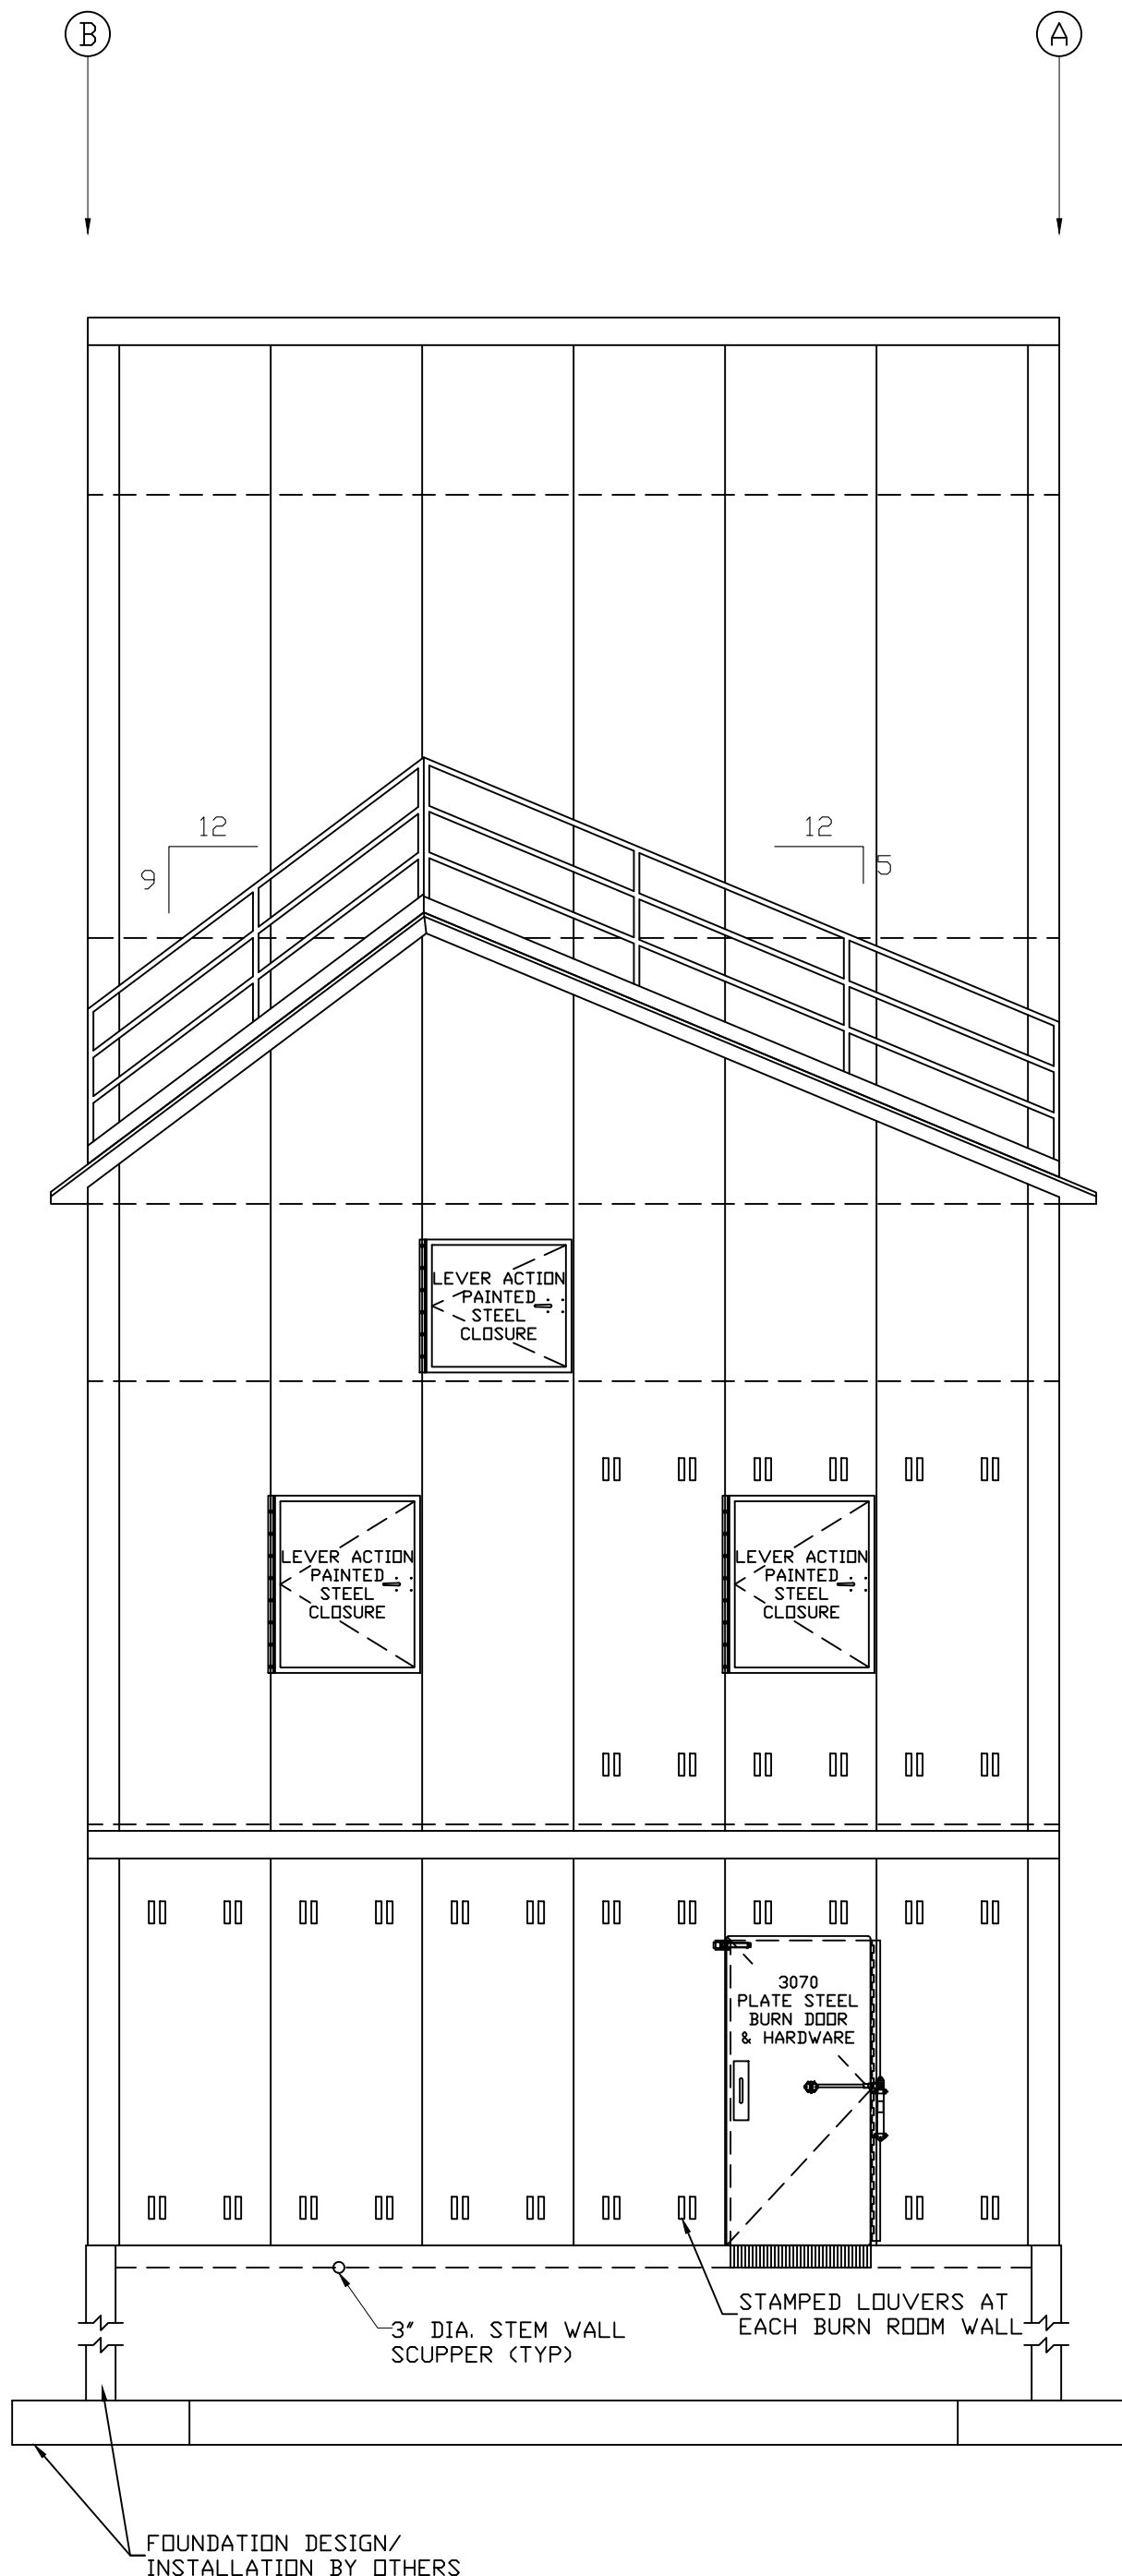 B
A
12
9
12
5
LEVER ACTION
PAINTED
STEEL
CLOSURE
LEVER ACTION
PAINTED
STEEL
CLOSURE
LEVER ACTION
PAINTED
STEEL
CLOSURE
3070
PLATE STEEL
BURN DOOR
& HARDWARE
STAMPED LOUVERS AT
EACH BURN ROOM WALL
3" DIA. STEM WALL
SCUPPER (TYP)
FOUNDATION DESIGN/
INSTALLATION BY OTHERS